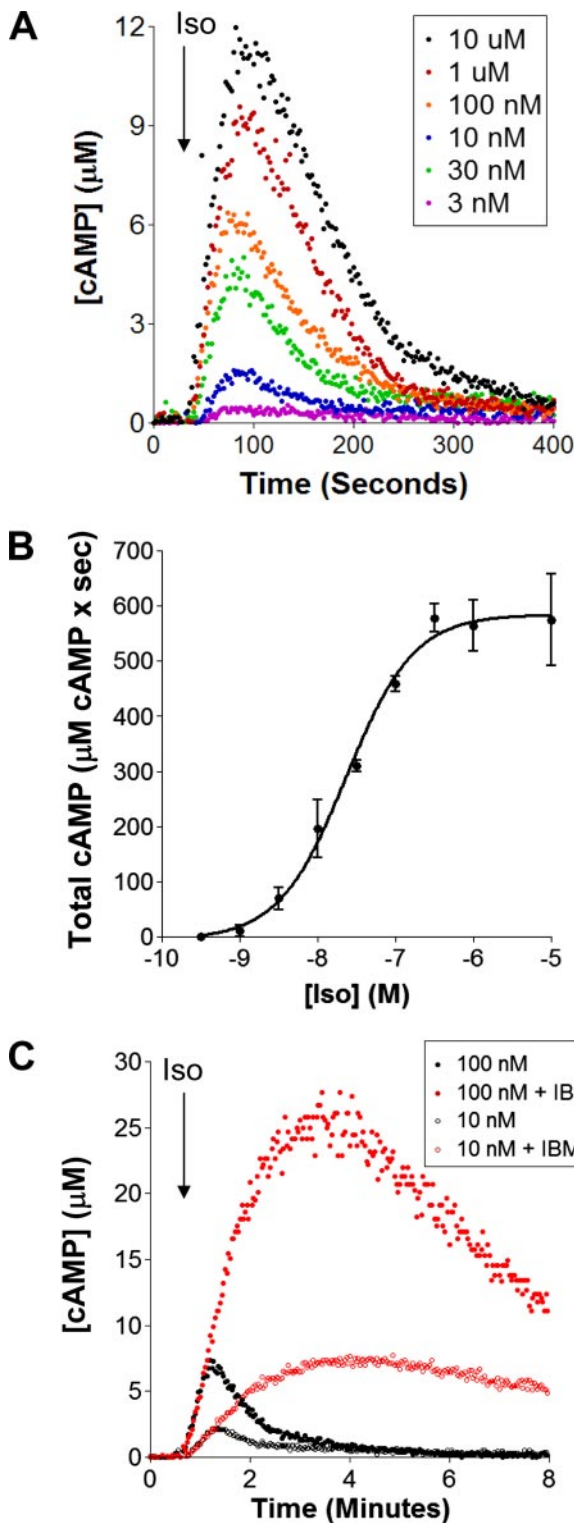 A
Iso
12
9
6
3
0
[cAMP] (μM)
10 uM
1 uM
100 nM
10 nM
30 nM
3 nM
0 100 200 300 400
Time (Seconds)
B
700
600
500
400
300
200
100
0
Total cAMP (μM cAMP x sec)
-10 -9 -8 -7 -6 -5
[Iso] (M)
C
Iso
30
25
20
15
10
5
0
[cAMP] (μM)
100 nM
100 nM + IB
10 nM
10 nM + IBM
0 2 4 6 8
Time (Minutes)